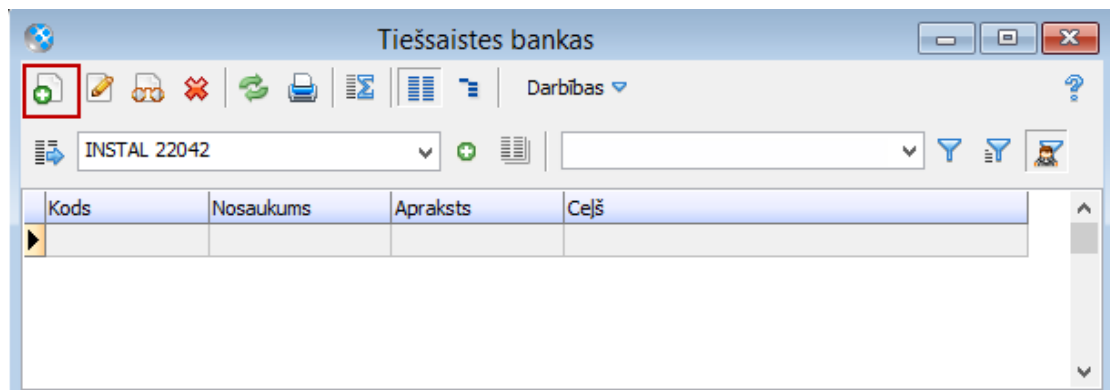 Tiešsaistes bankas
Darbības
INSTAL 22042
Kods Nosaukums Apraksts Ceļš